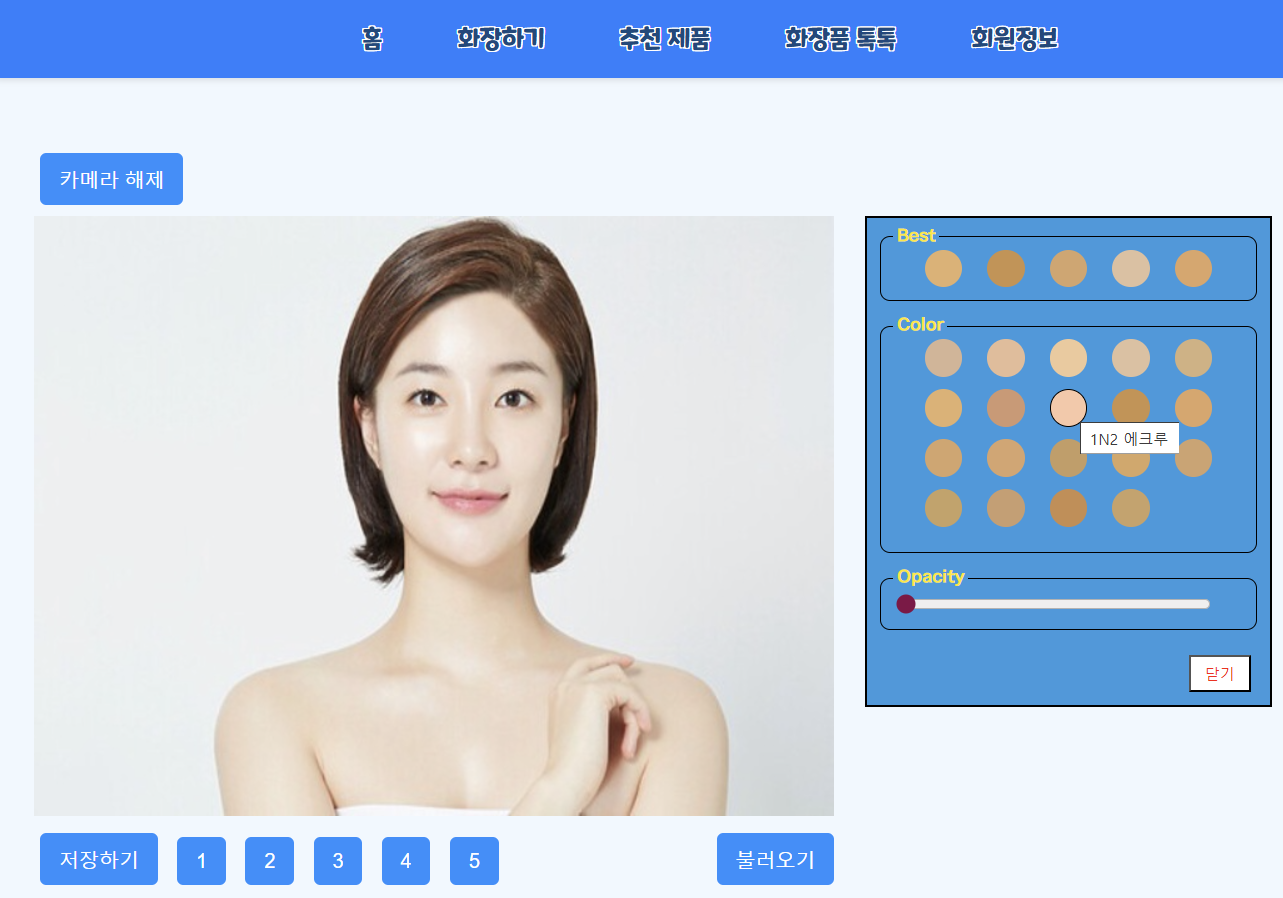 홈 화장하기 추천 제품 화장품 톡톡 회원정보
카메라 해제
Best
Color
1N2 에크루
Opacity
닫기
저장하기 1 2 3 4 5 불러오기